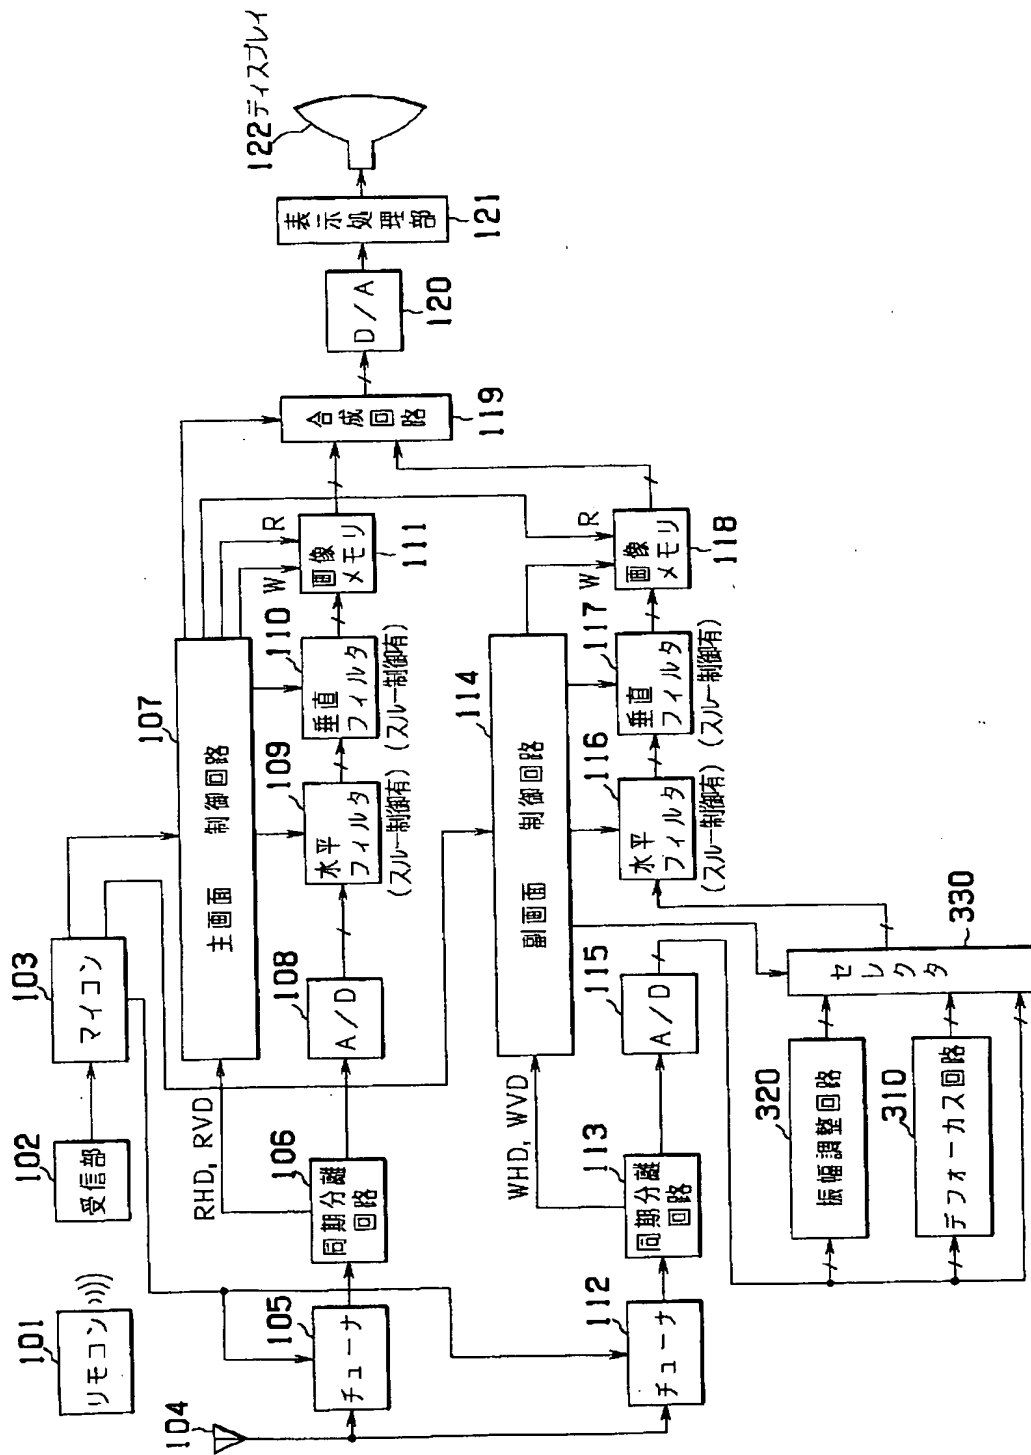 101
リモコン
102
受信部
103
マイコン
104
105
チューナ
106
同期分離
回路
RHD, RVD
107
主画面 制御回路
108
A/D
109
水平
フィルタ
(スルー制御有)
110
垂直
フィルタ
(スルー制御有)
W
R
画像
メモリ
111
112
チューナ
113
同期分離
回路
WHD, WVD
114
副画面 制御回路
115
A/D
116
水平
フィルタ
(スルー制御有)
117
垂直
フィルタ
(スルー制御有)
W
R
画像
メモリ
118
合成回路
119
D/A
120
表示処理部
121
122 ディスプレイ
320
振幅調整回路
310
デフォーカス回路
330
セレクタ